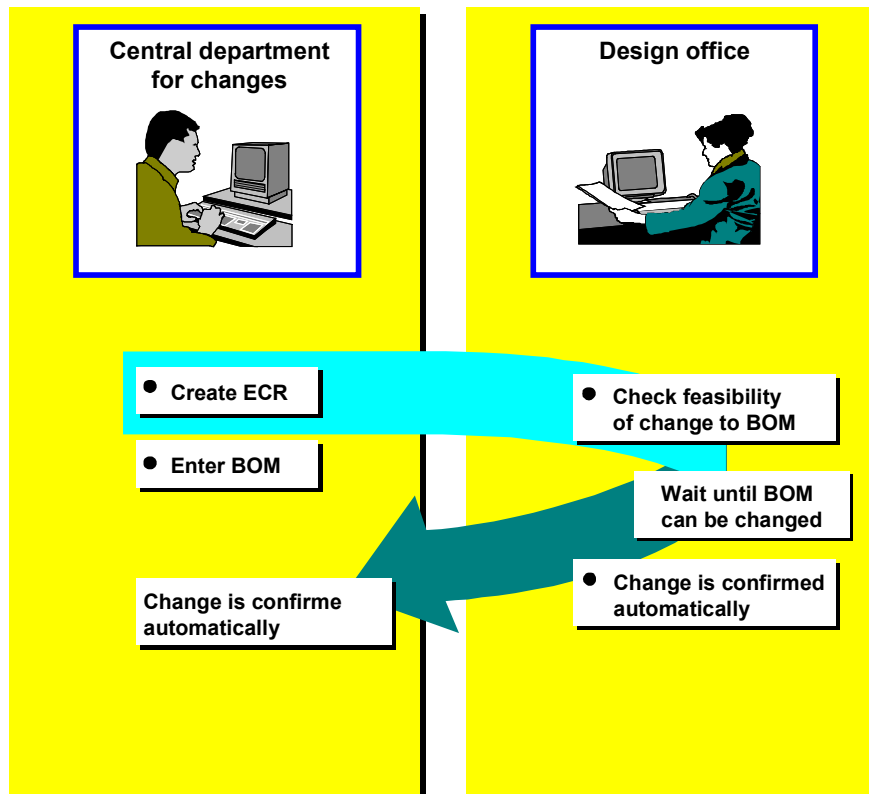 Central department
for changes
Design office
● Create ECR
● Enter BOM
● Check feasibility
of change to BOM
Wait until BOM
can be changed
● Change is confirmed
automatically
Change is confirme
automatically